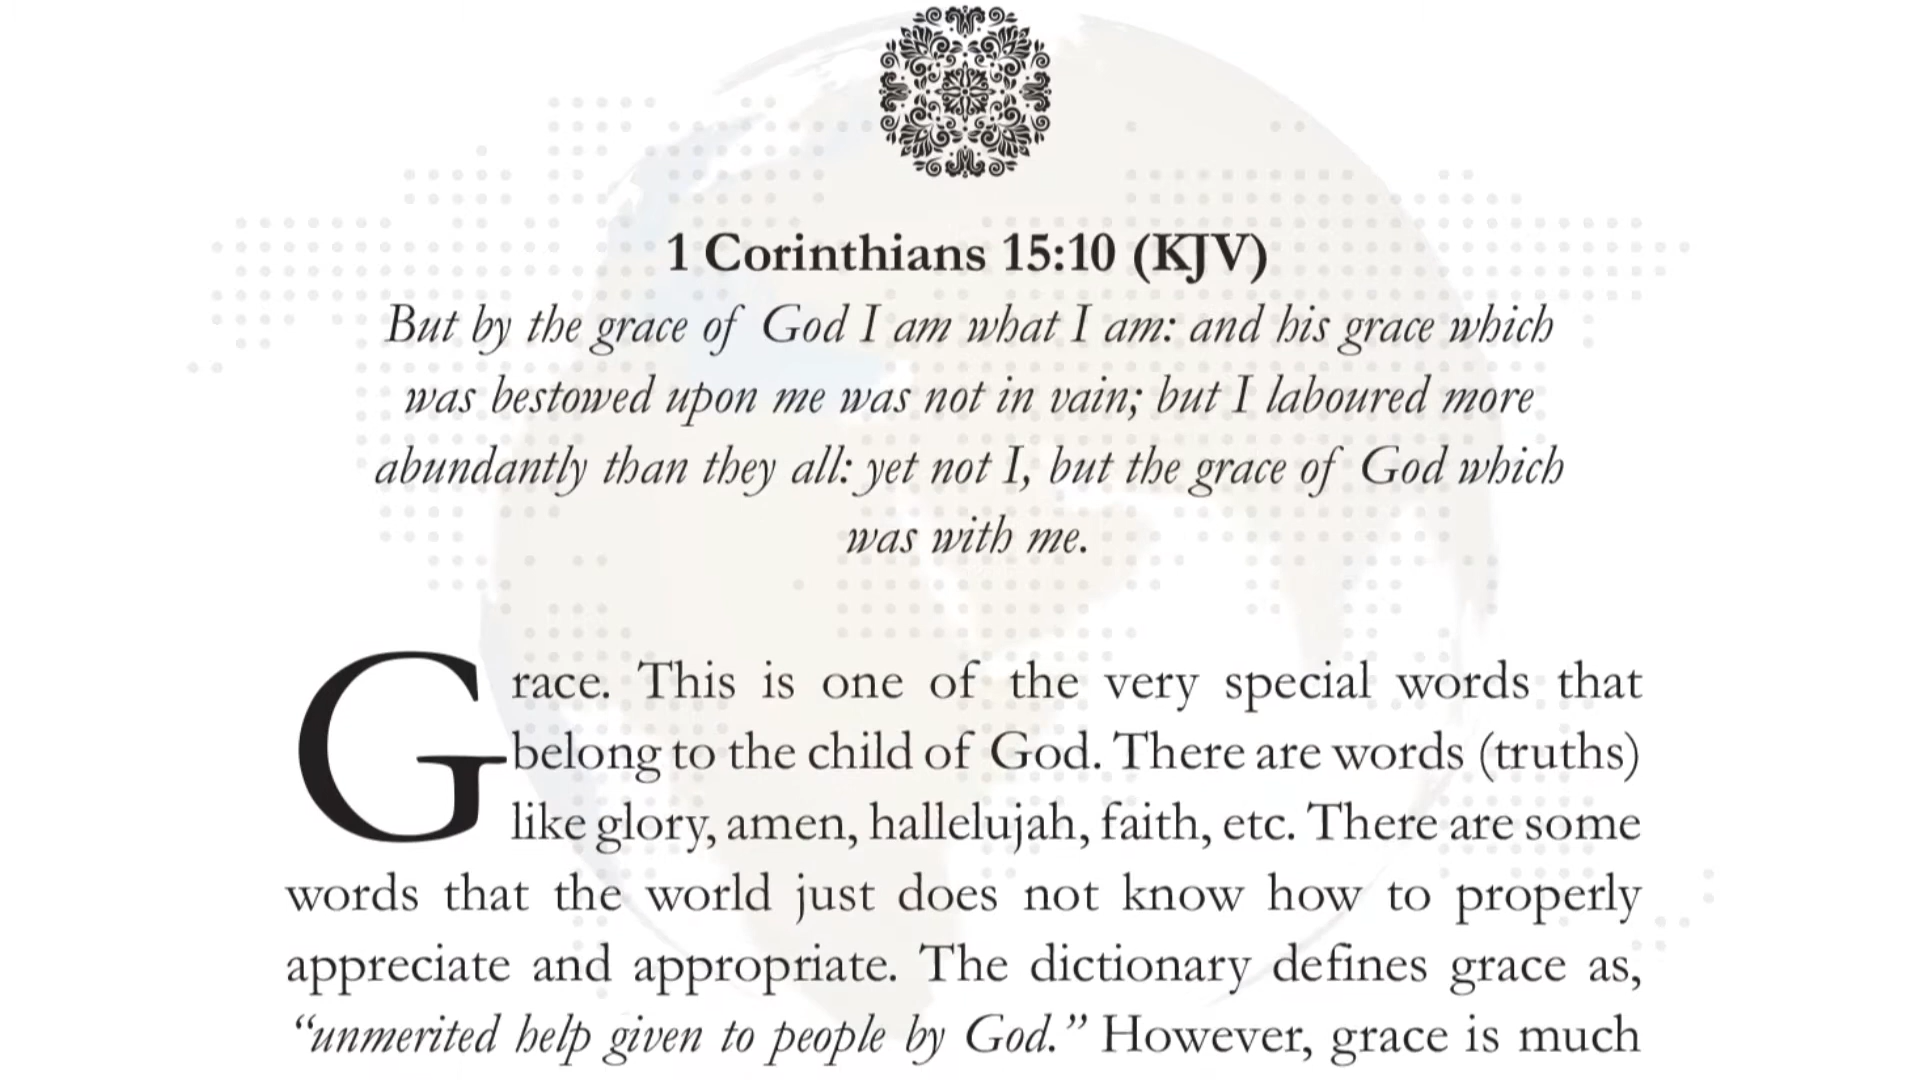 1 Corinthians 15:10 (KJV)
But by the grace of God I am what I am: and his grace which
was bestowed upon me was not in vain; but I laboured more
abundantly than they all: yet not I, but the grace of God which
was with me.
Grace. This is one of the very special words that
belong to the child of God. There are words (truths)
like glory, amen, hallelujah, faith, etc. There are some
words that the world just does not know how to properly
appreciate and appropriate. The dictionary defines grace as,
“unmerited help given to people by God.” However, grace is much